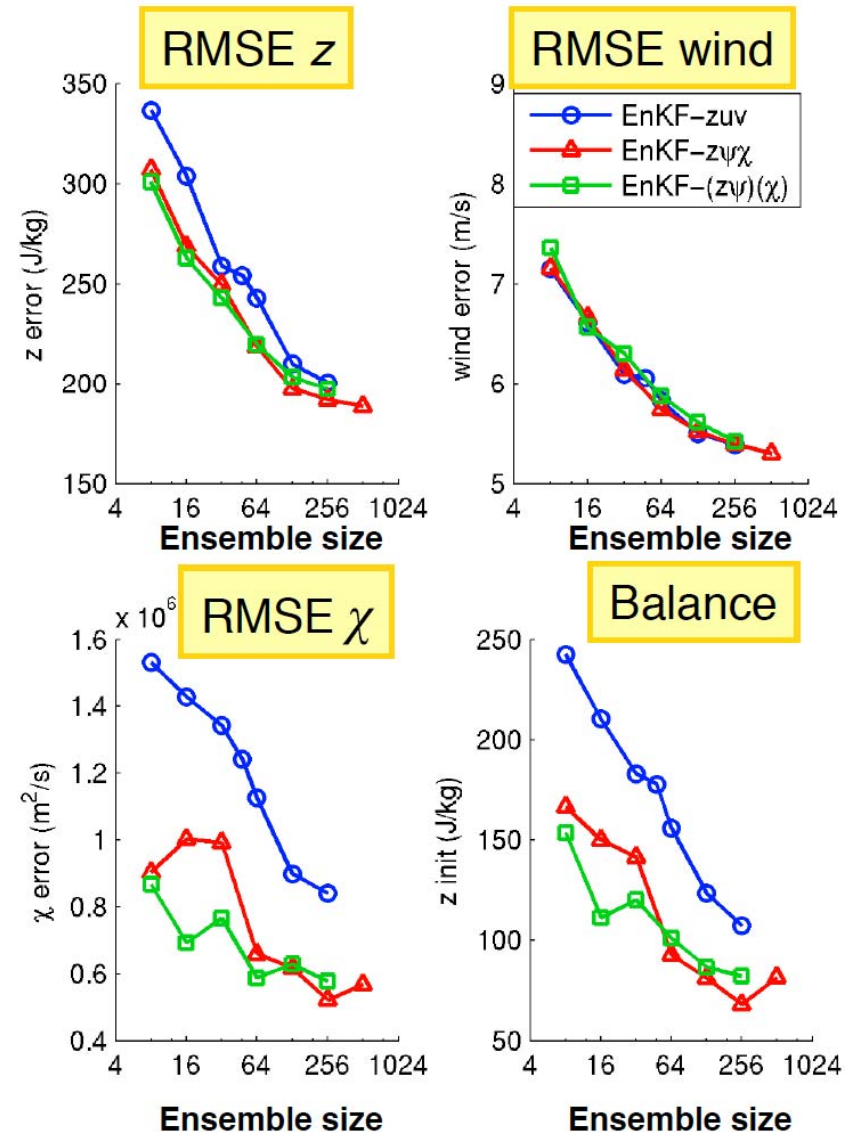 RMSE z
350
300
250
200
150
z error (J/kg)
4 16 64 256 1024
Ensemble size
RMSE wind
9
8
7
6
5
wind error (m/s)
EnKF-zuv
EnKF-zψχ
EnKF-(zψ)(χ)
4 16 64 256 1024
Ensemble size
RMSE χ
x 10⁶
1.6
1.4
1.2
1
0.8
0.6
0.4
χ error (m²/s)
4 16 64 256 1024
Ensemble size
Balance
250
200
150
100
50
z init (J/kg)
4 16 64 256 1024
Ensemble size